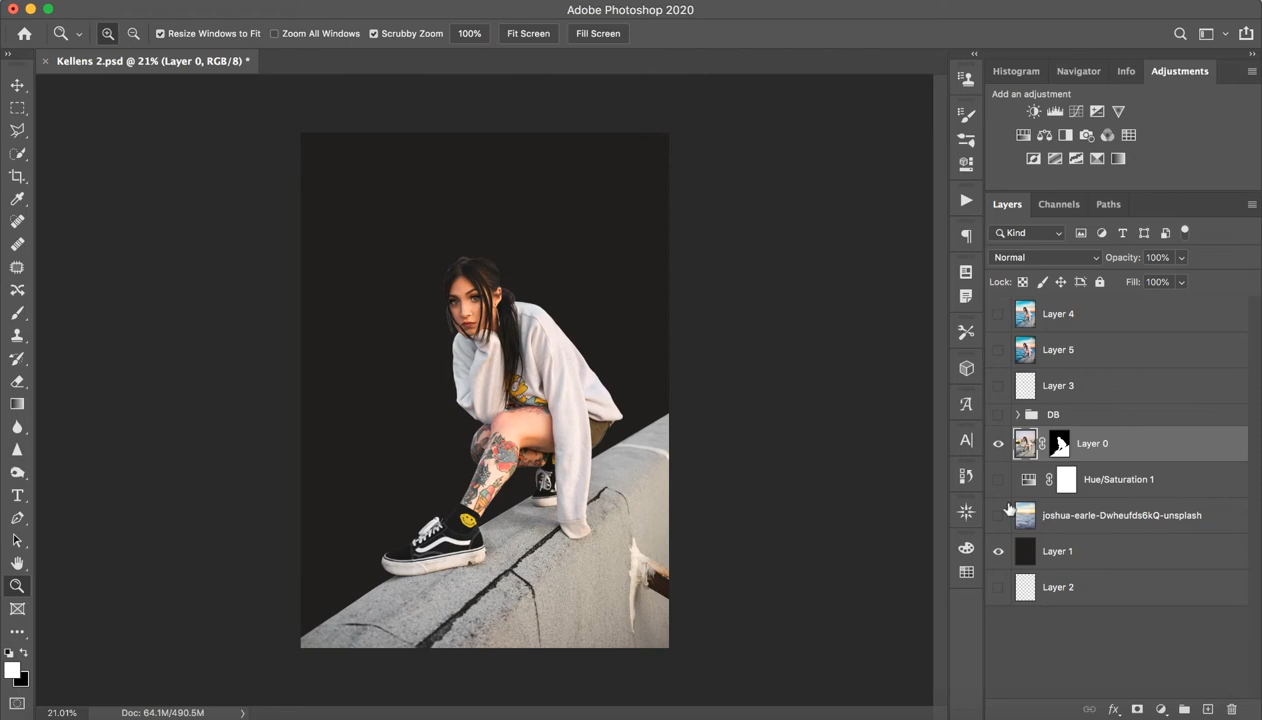 Adobe Photoshop 2020
Resize Windows to Fit Zoom All Windows Scrubby Zoom 100% Fit Screen Fill Screen
Kellens 2.psd @ 21% (Layer 0, RGB/8) *
Histogram Navigator Info Adjustments
Add an adjustment
Layers Channels Paths
Kind
Normal Opacity: 100%
Lock: Fill: 100%
Layer 4
Layer 5
Layer 3
DB
Layer 0
Hue/Saturation 1
joshua-earle-Dwheufds6kQ-unsplash
Layer 1
Layer 2
21.01% Doc: 64.1M/490.5M